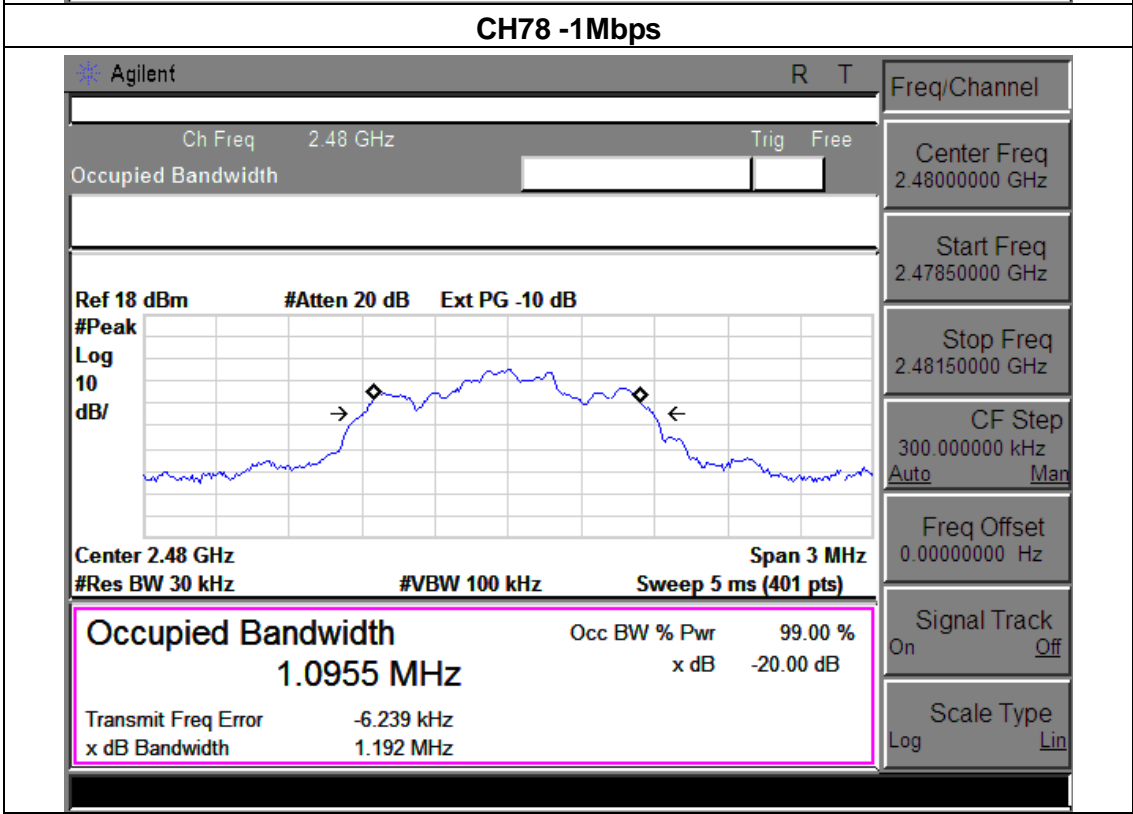 CH78 -1Mbps
Agilent R T
Freq/Channel
Ch Freq 2.48 GHz Trig Free
Occupied Bandwidth
Center Freq
2.48000000 GHz
Start Freq
2.47850000 GHz
Stop Freq
2.48150000 GHz
CF Step
300.000000 kHz
Auto Man
Freq Offset
0.00000000 Hz
Signal Track
On Off
Scale Type
Log Lin
Ref 18 dBm #Atten 20 dB Ext PG -10 dB
#Peak
Log
10
dB/
Center 2.48 GHz Span 3 MHz
#Res BW 30 kHz #VBW 100 kHz Sweep 5 ms (401 pts)
Occupied Bandwidth Occ BW % Pwr 99.00 %
1.0955 MHz x dB -20.00 dB
Transmit Freq Error -6.239 kHz
x dB Bandwidth 1.192 MHz